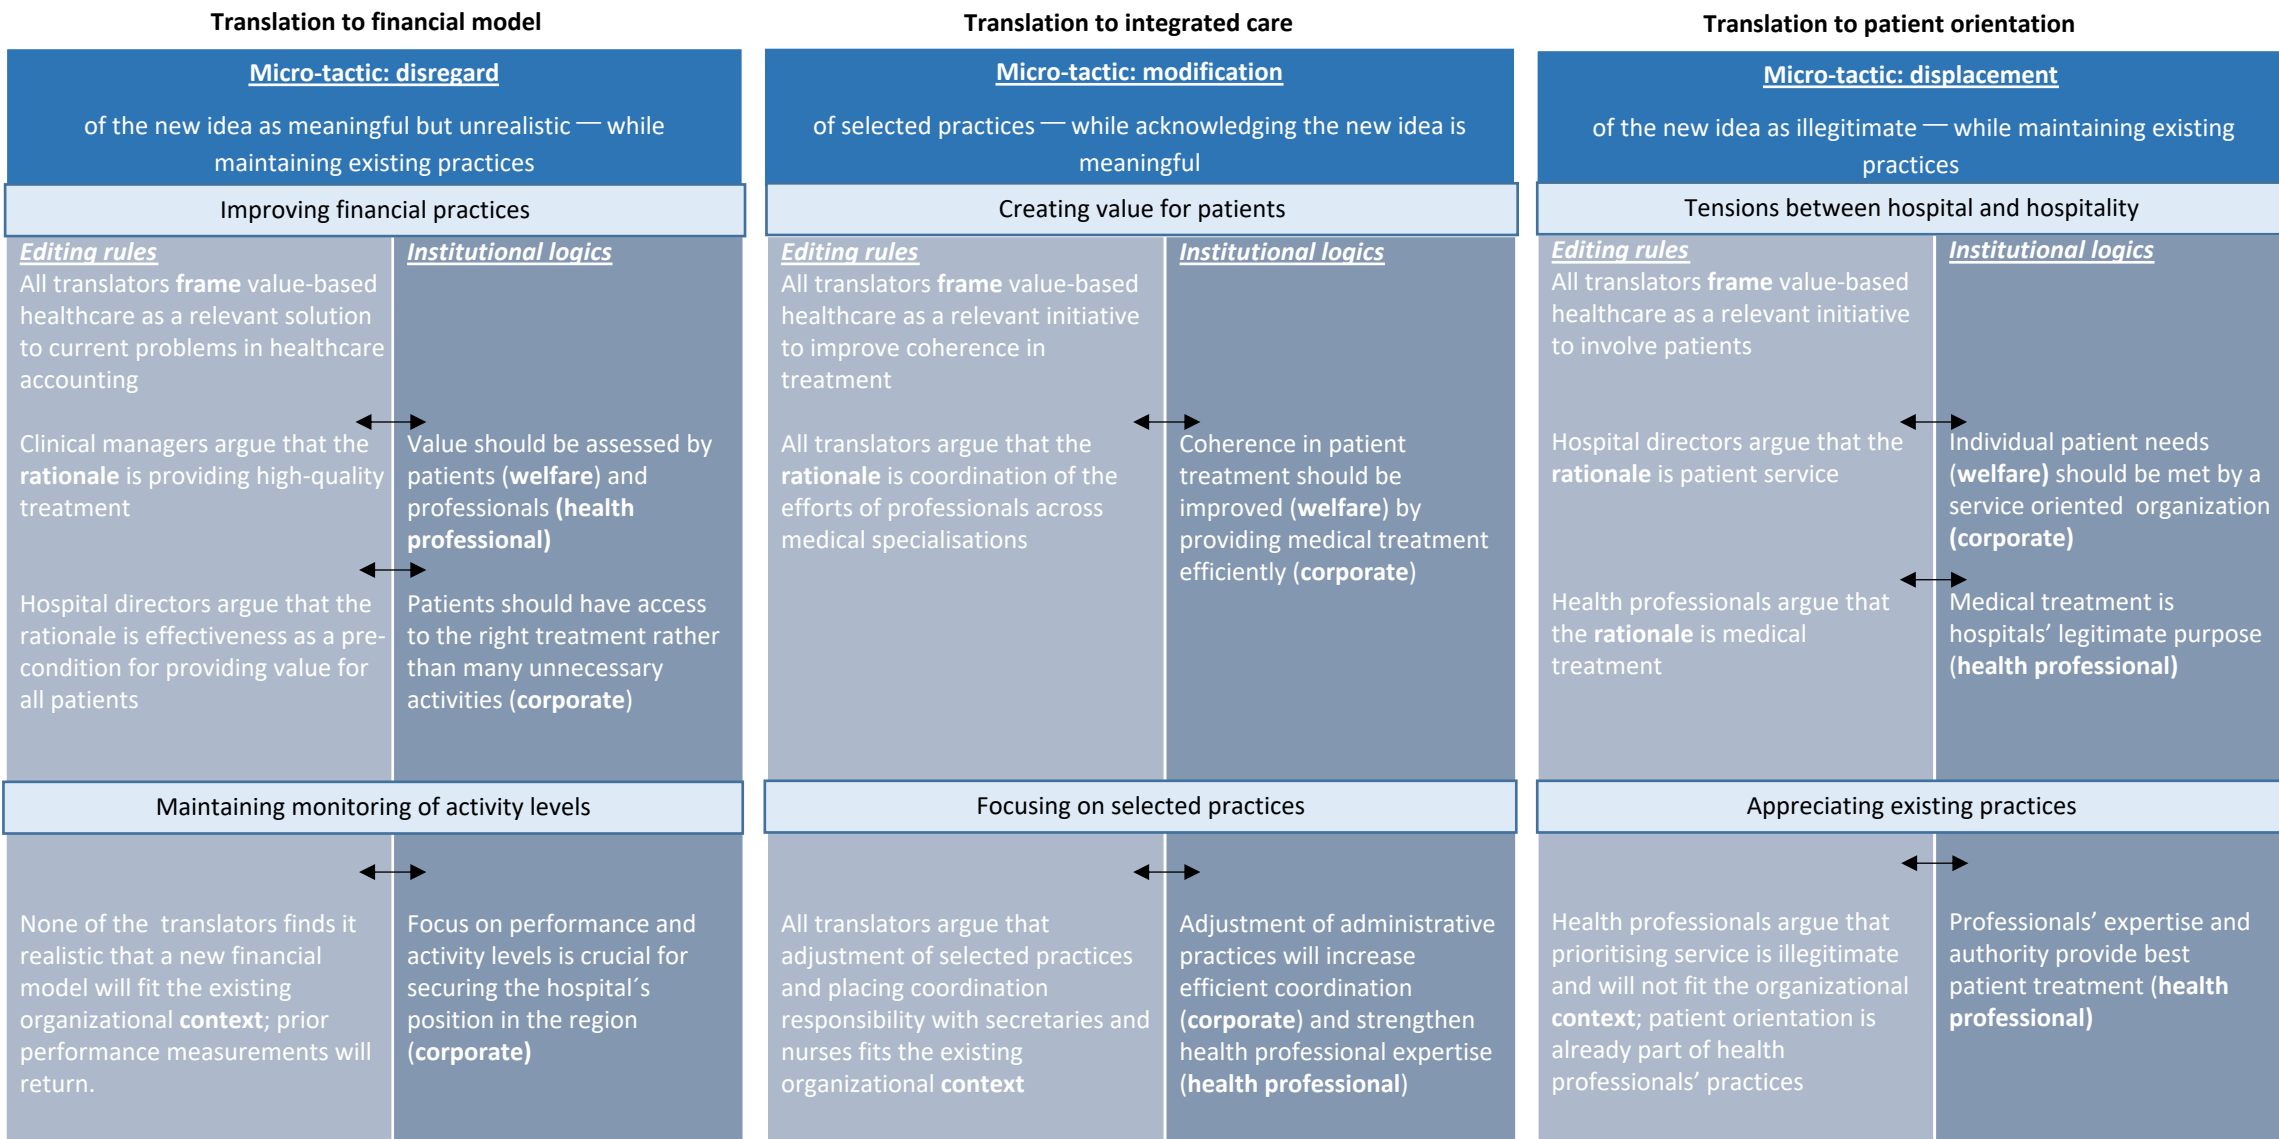 Translation to financial model
Micro-tactic: disregard
of the new idea as meaningful but unrealistic — while
maintaining existing practices
Improving financial practices
Editing rules
All translators frame value-based
healthcare as a relevant solution
to current problems in healthcare
accounting
Clinical managers argue that the
rationale is providing high-quality
treatment
Hospital directors argue that the
rationale is effectiveness as a pre-
condition for providing value for
all patients
Institutional logics
Value should be assessed by
patients (welfare) and
professionals (health
professional)
Patients should have access
to the right treatment rather
than many unnecessary
activities (corporate)
Maintaining monitoring of activity levels
None of the  translators finds it
realistic that a new financial
model will fit the existing
organizational context; prior
performance measurements will
return.
Focus on performance and
activity levels is crucial for
securing the hospital´s
position in the region
(corporate)
Translation to integrated care
Micro-tactic: modification
of selected practices — while acknowledging the new idea is
meaningful
Creating value for patients
Editing rules
All translators frame value-based
healthcare as a relevant initiative
to improve coherence in
treatment
All translators argue that the
rationale is coordination of the
efforts of professionals across
medical specialisations
Institutional logics
Coherence in patient
treatment should be
improved (welfare) by
providing medical treatment
efficiently (corporate)
Focusing on selected practices
All translators argue that
adjustment of selected practices
and placing coordination
responsibility with secretaries and
nurses fits the existing
organizational context
Adjustment of administrative
practices will increase
efficient coordination
(corporate) and strengthen
health professional expertise
(health professional)
Translation to patient orientation
Micro-tactic: displacement
of the new idea as illegitimate — while maintaining existing
practices
Tensions between hospital and hospitality
Editing rules
All translators frame value-based
healthcare as a relevant initiative
to involve patients
Hospital directors argue that the
rationale is patient service
Health professionals argue that
the rationale is medical
treatment
Institutional logics
Individual patient needs
(welfare) should be met by a
service oriented  organization
(corporate)
Medical treatment is
hospitals’ legitimate purpose
(health professional)
Appreciating existing practices
Health professionals argue that
prioritising service is illegitimate
and will not fit the organizational
context; patient orientation is
already part of health
professionals’ practices
Professionals’ expertise and
authority provide best
patient treatment (health
professional)